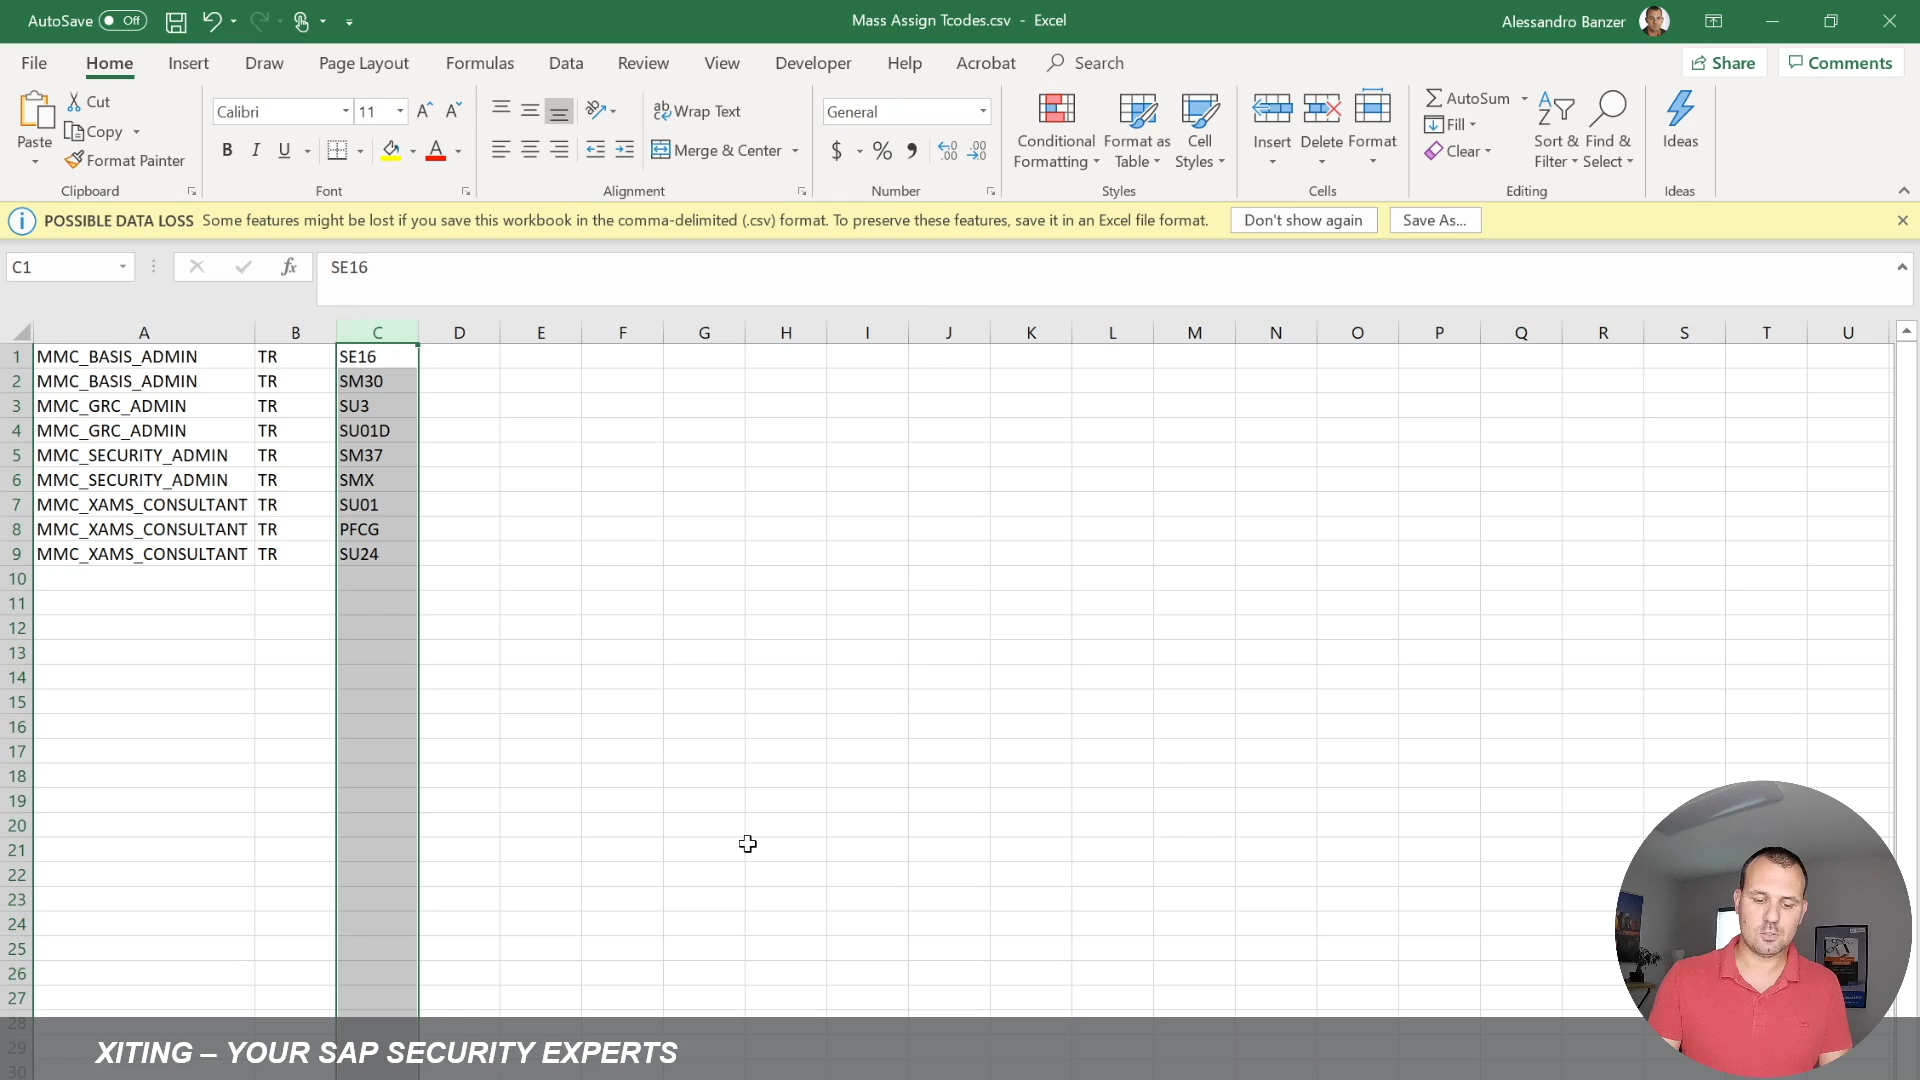 AutoSave Off
Mass Assign Tcodes.csv - Excel
Alessandro Banzer
File Home Insert Draw Page Layout Formulas Data Review View Developer Help Acrobat Search
Share Comments
Paste
Cut
Copy
Format Painter
Clipboard
Calibri 11
B I U
Font
Wrap Text
Merge & Center
Alignment
General
$ % ,
Number
Conditional Formatting
Format as Table
Cell Styles
Styles
Insert Delete Format
Cells
AutoSum
Fill
Clear
Sort & Filter
Find & Select
Editing
Ideas
Ideas
POSSIBLE DATA LOSS Some features might be lost if you save this workbook in the comma-delimited (.csv) format. To preserve these features, save it in an Excel file format. Don't show again Save As...
C1 fx SE16
A B C D E F G H I J K L M N O P Q R S T U
1 MMC_BASIS_ADMIN TR SE16
2 MMC_BASIS_ADMIN TR SM30
3 MMC_GRC_ADMIN TR SU3
4 MMC_GRC_ADMIN TR SU01D
5 MMC_SECURITY_ADMIN TR SM37
6 MMC_SECURITY_ADMIN TR SMX
7 MMC_XAMS_CONSULTANT TR SU01
8 MMC_XAMS_CONSULTANT TR PFCG
9 MMC_XAMS_CONSULTANT TR SU24
10
11
12
13
14
15
16
17
18
19
20
21
22
23
24
25
26
27
28
29
30
XITING – YOUR SAP SECURITY EXPERTS